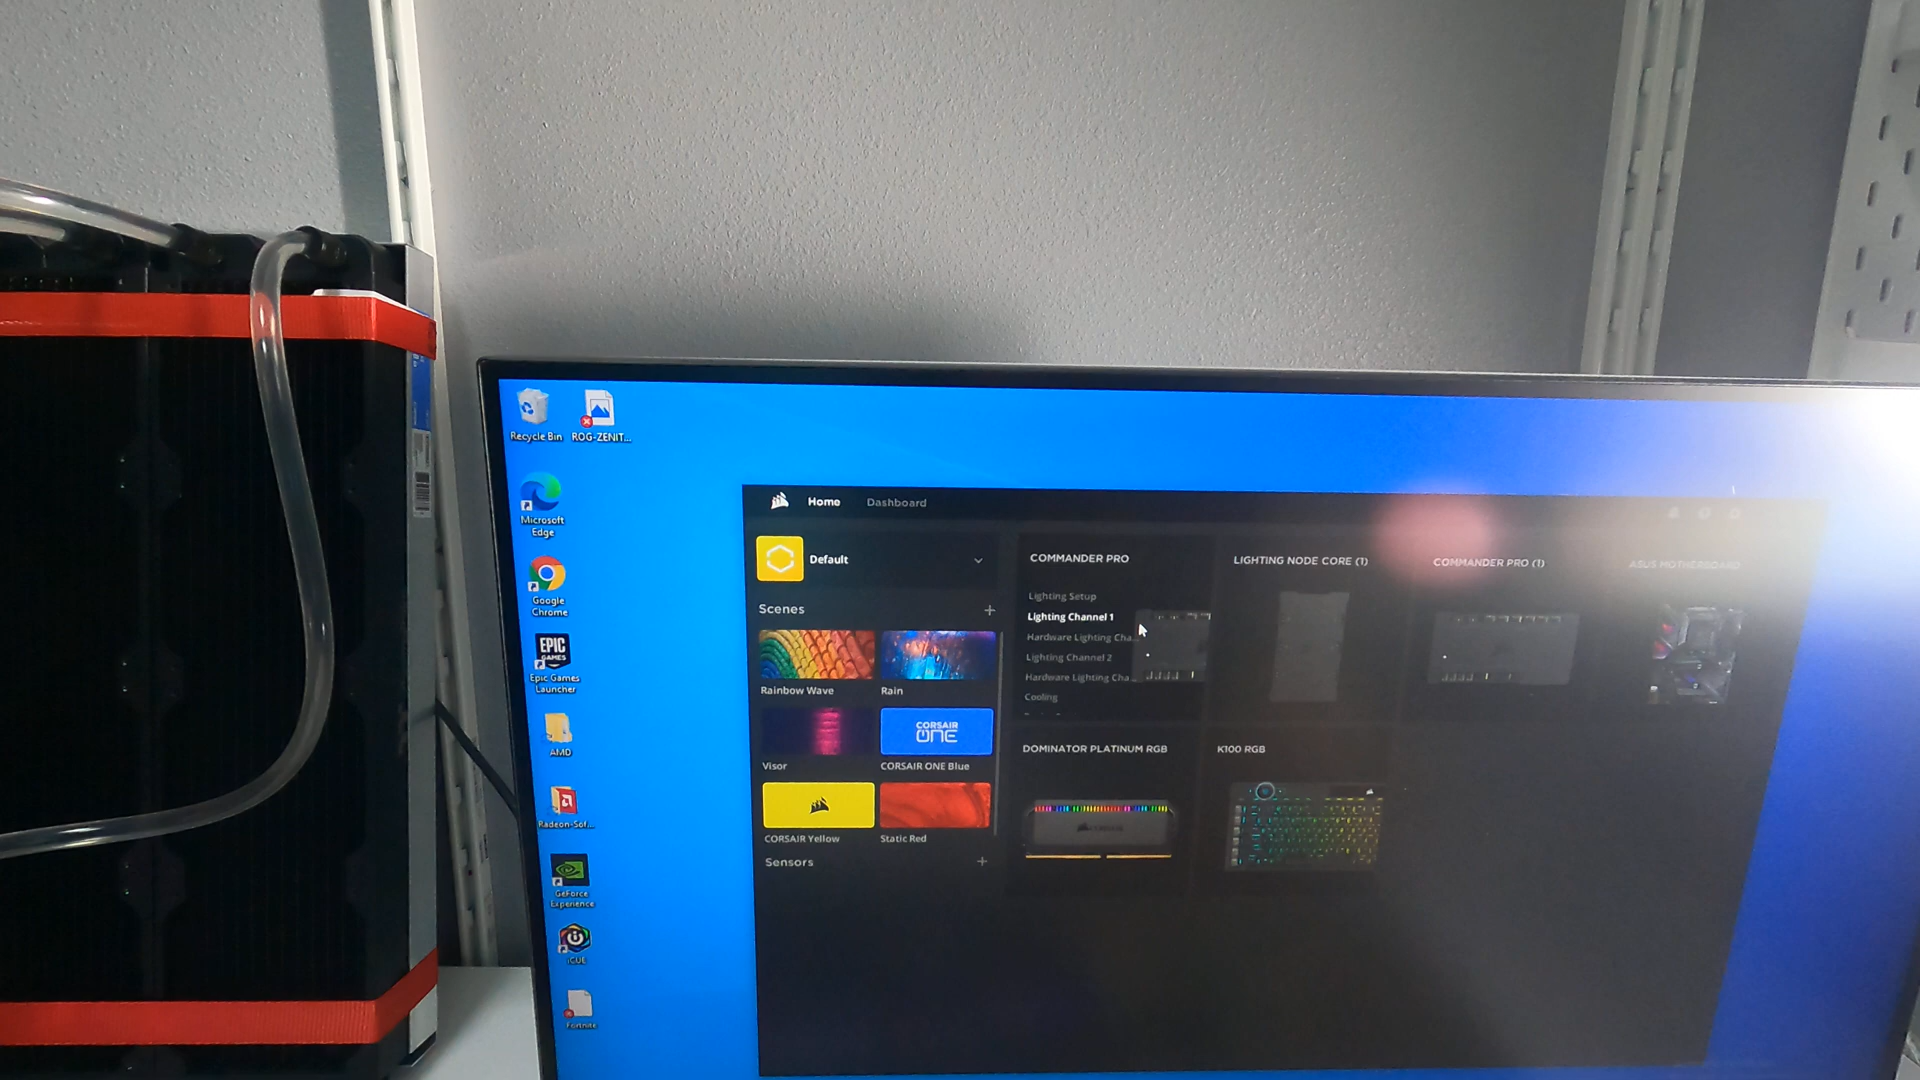 Recycle Bin
ROG-ZENIT...
Microsoft
Edge
Google
Chrome
EPIC
GAMES
Epic Games
Launcher
AMD
Radeon-Sof...
GeForce
Experience
iCUE
Fortnite
Home
Dashboard
Default
Scenes
Rainbow Wave
Rain
Visor
CORSAIR
ONE
CORSAIR ONE Blue
CORSAIR Yellow
Static Red
Sensors
COMMANDER PRO
Lighting Setup
Lighting Channel 1
Hardware Lighting Cha...
Lighting Channel 2
Hardware Lighting Cha...
Cooling
LIGHTING NODE CORE (1)
COMMANDER PRO (1)
ASUS MOTHERBOARD
DOMINATOR PLATINUM RGB
CORSAIR
K100 RGB